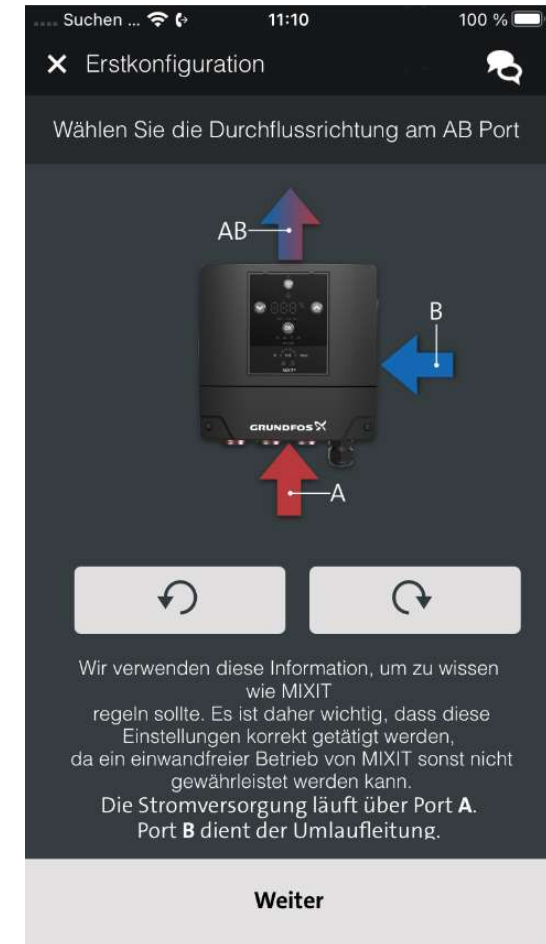 Suchen ... 11:10 100 %
Erstkonfiguration
Wählen Sie die Durchflussrichtung am AB Port
AB
B
GRUNDFOS
A
Wir verwenden diese Information, um zu wissen
wie MIXIT
regeln sollte. Es ist daher wichtig, dass diese
Einstellungen korrekt getätigt werden,
da ein einwandfreier Betrieb von MIXIT sonst nicht
gewährleistet werden kann.
Die Stromversorgung läuft über Port A.
Port B dient der Umlaufleitung.
Weiter